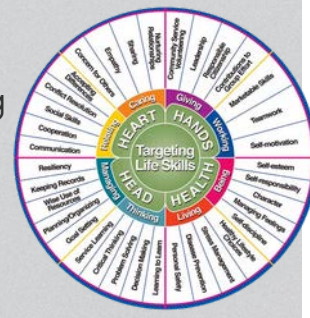 g
Targeting
Life Skills
HEART
HANDS
HEALTH
HEAD
Relating
Caring
Giving
Working
Being
Living
Thinking
Managing
Communication
Cooperation
Social Skills
Conflict Resolution
Accepting
Differences
Concern for Others
Empathy
Sharing
Nurturing
Relationships
Community Service
Volunteering
Leadership
Responsible
Citizenship
Contributions to
Group Effort
Marketable Skills
Teamwork
Self-motivation
Self-esteem
Self-responsibility
Character
Managing Feelings
Self-discipline
Healthy Lifestyle
Choices
Stress Management
Disease Prevention
Personal Safety
Learning to Learn
Decision Making
Problem Solving
Critical Thinking
Service Learning
Goal Setting
Planning/Organizing
Wise Use of
Resources
Keeping Records
Resiliency